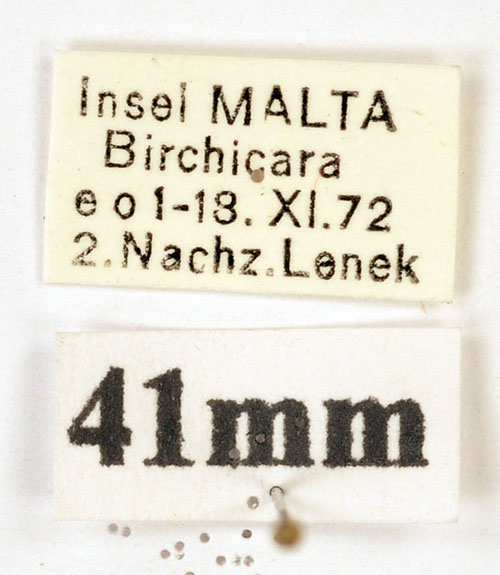 Insel MALTA
Birchicara
e o 1-18. XI.72
2.Nachz.Lenek
41mm